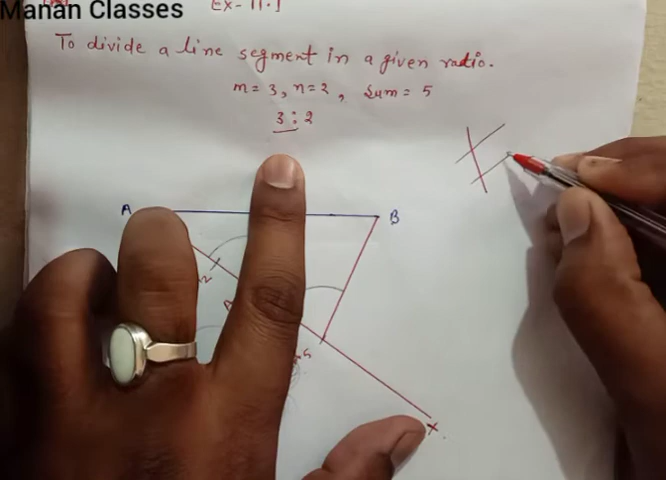 Manan Classes
Ex- 11.1
To divide a line segment in a given ratio.
m= 3, n=2, Sum = 5
3:2
A
B
X